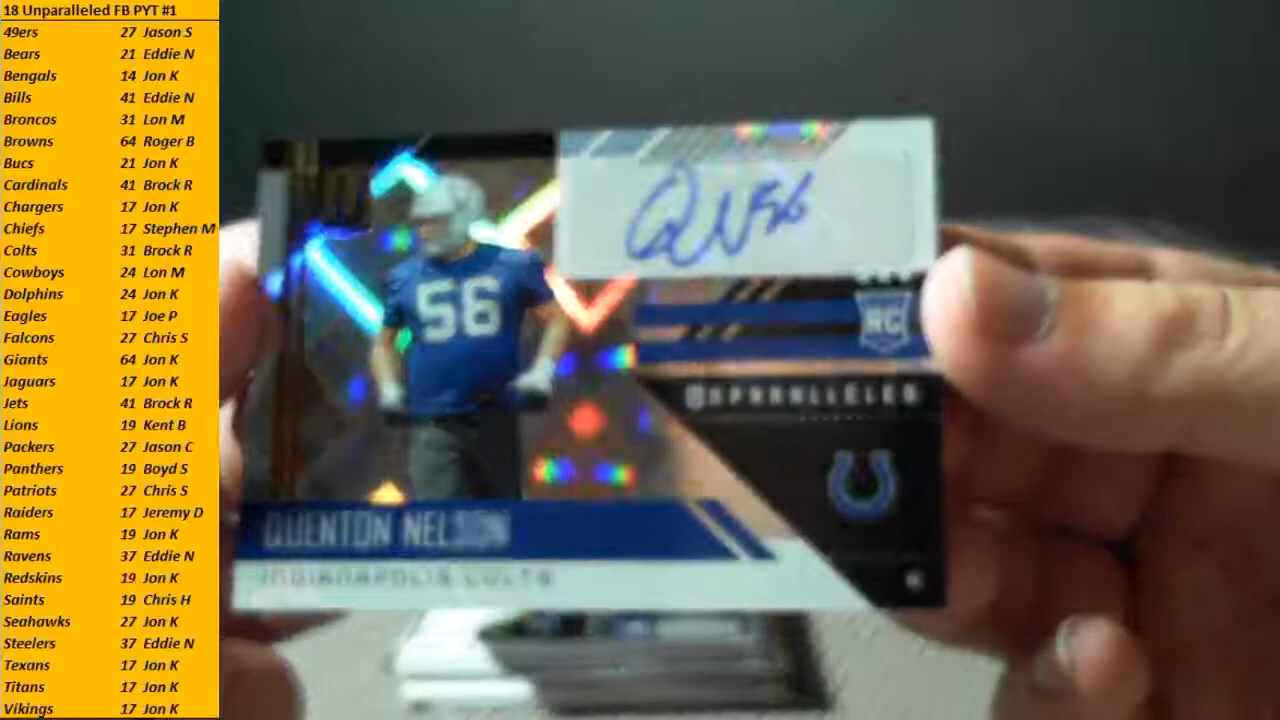 18 Unparalleled FB PYT #1
49ers 27 Jason S
Bears 21 Eddie N
Bengals 14 Jon K
Bills 41 Eddie N
Broncos 31 Lon M
Browns 64 Roger B
Bucs 21 Jon K
Cardinals 41 Brock R
Chargers 17 Jon K
Chiefs 17 Stephen M
Colts 31 Brock R
Cowboys 24 Lon M
Dolphins 24 Jon K
Eagles 17 Joe P
Falcons 27 Chris S
Giants 64 Jon K
Jaguars 17 Jon K
Jets 41 Brock R
Lions 19 Kent B
Packers 27 Jason C
Panthers 19 Boyd S
Patriots 27 Chris S
Raiders 17 Jeremy D
Rams 19 Jon K
Ravens 37 Eddie N
Redskins 19 Jon K
Saints 19 Chris H
Seahawks 27 Jon K
Steelers 37 Eddie N
Texans 17 Jon K
Titans 17 Jon K
Vikings 17 Jon K
QN 56
56
RC
UNPARALLELED
QUENTON NELSON
INDIANAPOLIS COLTS